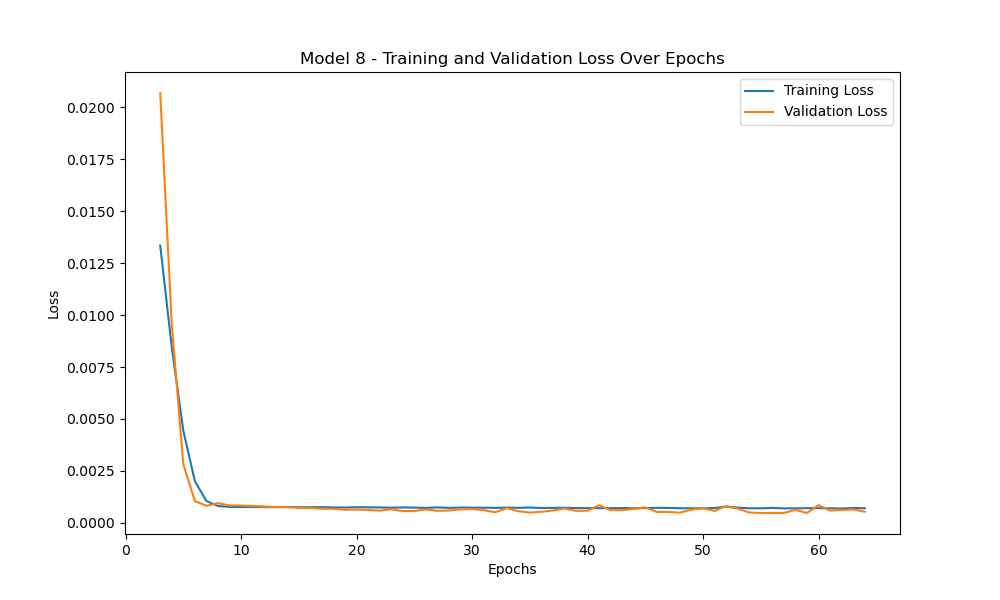 Model 8 - Training and Validation Loss Over Epochs
Training Loss
Validation Loss
0.0200
0.0175
0.0150
0.0125
0.0100
0.0075
0.0050
0.0025
0.0000
Loss
0 10 20 30 40 50 60
Epochs